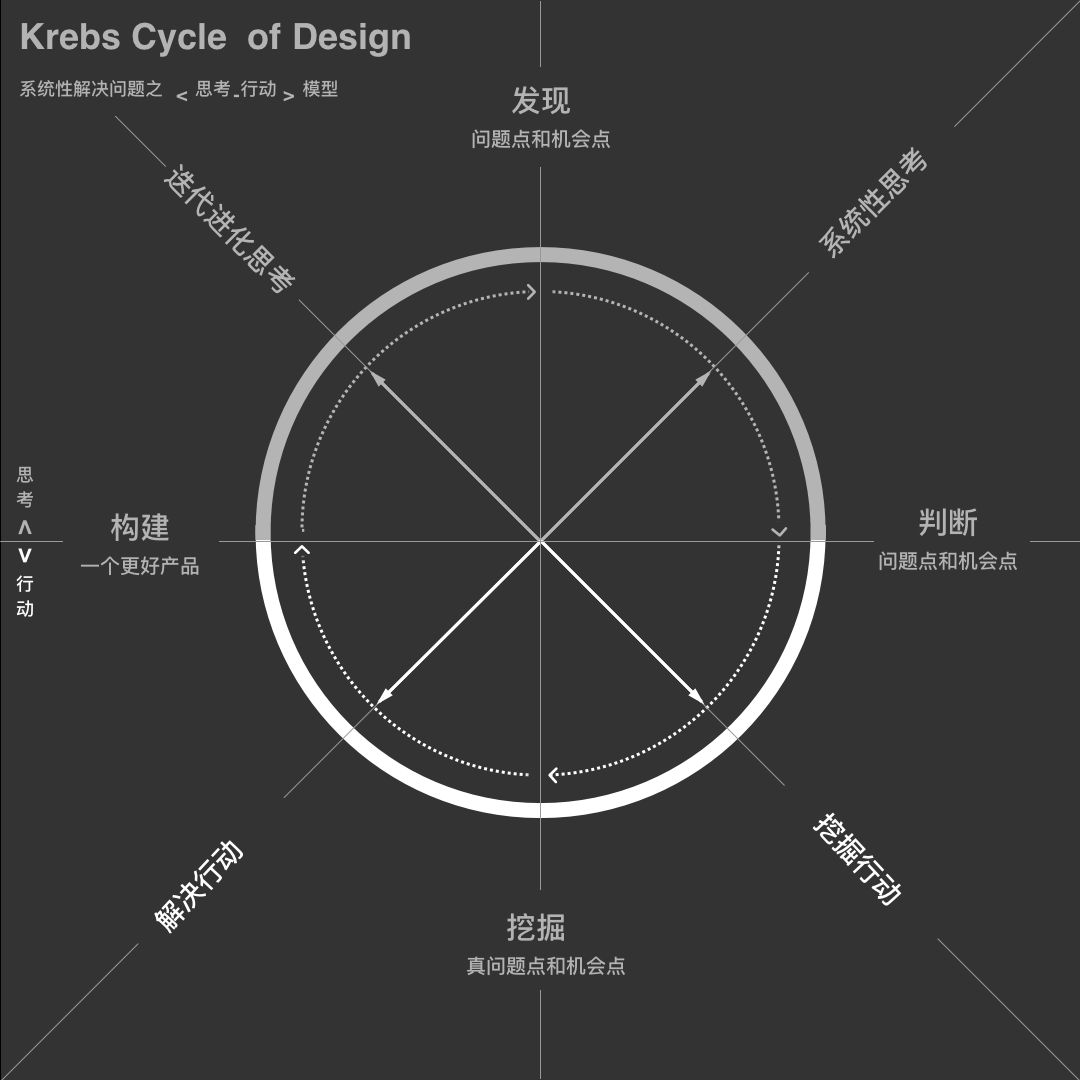 Krebs Cycle of Design
系统性解决问题之 < 思考-行动 > 模型
发现
问题点和机会点
迭代进化思考
系统性思考
思考
<
>
行动
构建
一个更好产品
判断
问题点和机会点
解决行动
挖掘行动
挖掘
真问题点和机会点